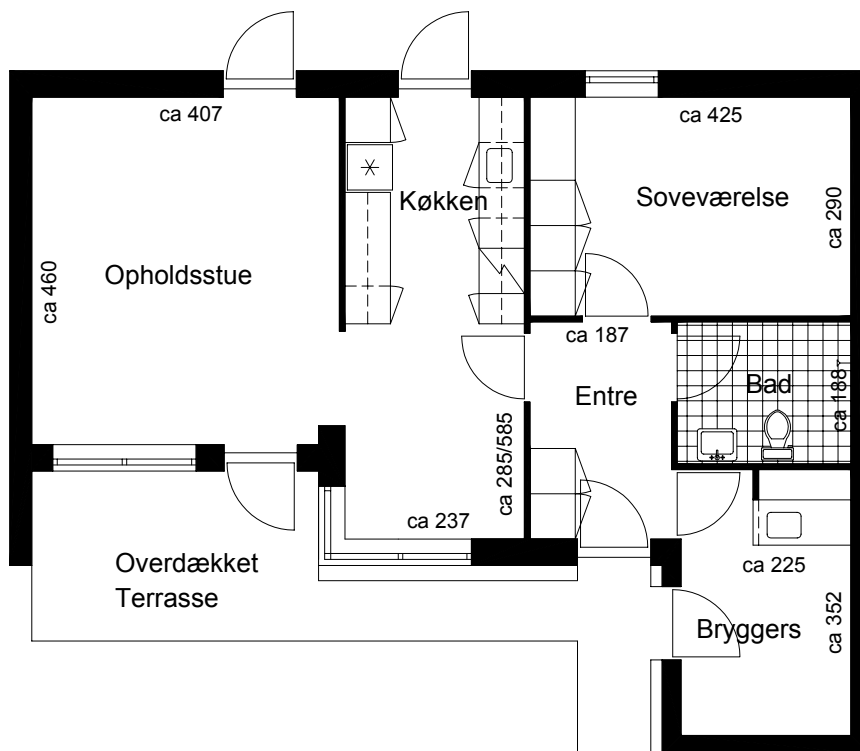 ca 407
ca 425
Køkken
Soveværelse
ca 290
Opholdsstue
ca 460
ca 187
Entre
Bad
ca 188
ca 285/585
ca 237
Overdækket
Terrasse
ca 225
Bryggers
ca 352